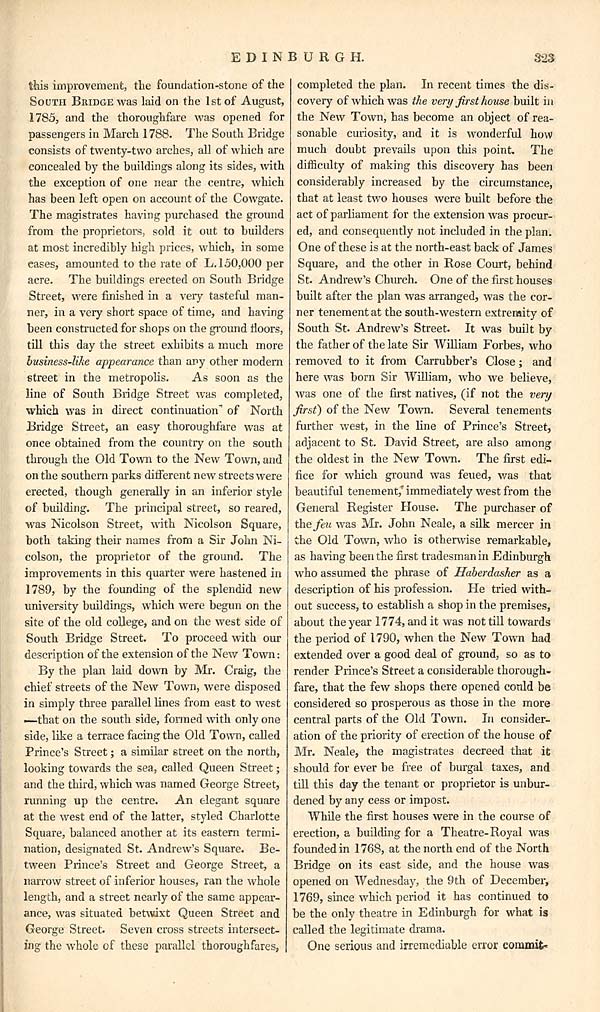 EDINBURGH.
323
this improvement, the foundation-stone of the
South Bridge was laid on the 1st of August,
1785, and the thoroughfare was opened for
passengers in March 1788. The South Bridge
consists of twenty-two arches, all of which are
concealed by the buildings along its sides, with
the exception of one near the centre, which
has been left open on account of the Cowgate.
The magistrates having purchased the ground
from the proprietors, sold it out to builders
at most incredibly high prices, which, in some
cases, amounted to the rate of L.150,000 per
acre. The buildings erected on South Bridge
Street, were finished in a very tasteful man-
ner, in a very short space of time, and having
been constructed for shops on the ground floors,
till this day the street exhibits a much more
business-like appearance than any other modern
street in the metropolis. As soon as the
line of South Bridge Street was completed,
which was in direct continuation of North
Bridge Street, an easy thoroughfare was at
once obtained from the country on the south
through the Old Town to the New Town, and
on the southern parks different new streets were
erected, though generally in an inferior style
of building. The principal street, so reared,
was Nicolson Street, with Nicolson Square,
both taking their names from a Sir John Ni-
colson, the proprietor of the ground. The
improvements in this quarter were hastened in
1789, by the founding of the splendid new
university buildings, which were begun on the
site of the old college, and on the west side of
South Bridge Street. To proceed with our
description of the extension of the New Town:
By the plan laid down by Mr. Craig, the
chief streets of the New Town, were disposed
in simply three parallel lines from east to west
—that on the south side, formed with only one
side, like a terrace facing the Old Town, called
Prince's Street; a similar street on the north,
looking towards the sea, called Queen Street;
and the third, which was named George Street,
running up the centre. An elegant square
at the west end of the latter, styled Charlotte
Square, balanced another at its eastern termi-
nation, designated St. Andrew's Square. Be-
tween Prince's Street and George Street, a
narrow street of inferior houses, ran the whole
length, and a street nearly of the same appear-
ance, was situated betwixt Queen Street and
George Street. Seven cross streets intersect-
ing the whole of these parallel thoroughfares,
completed the plan. In recent times the dis-
covery of which was the very first house built in
the New Town, has become an object of rea-
sonable curiosity, and it is wonderful how
much doubt prevails upon this point. The
difficulty of making this discovery has been
considerably increased by the circumstance,
that at least two houses were built before the
act of parliament for the extension was procur-
ed, and consequently not included in the plan.
One of these is at the north-east back of James
Square, and the other in Rose Court, behind
St. Andrew's Church. One of the first houses
built after the plan was arranged, was the cor-
ner tenement at the south-western extremity of
South St. Andrew's Street. It was built by
the father of the late Sir William Forbes, who
removed to it from Carrubber's Close; and
here was born Sir William, who we believe,
was one of the first natives, (if not the very
first) of the New Town. Several tenements
further west, in the line of Prince's Street,
adjacent to St. David Street, are also among
the oldest in the New Town. The first edi-
fice for which ground was feued, was that
beautiful tenement, immediately west from the
General Register House. The purchaser of
the feu was Mr. John Neale, a silk mercer in
the Old Town, who is otherwise remarkable,
as having been the first tradesman in Edinburgh
who assumed the phrase of Haberdasher as a
description of his profession. He tried with-
out success, to establish a shop in the premises,
about the year 1774, and it was not till towards
the period of 1790, when the New Town had
extended over a good deal of ground, so as to
render Prince's Street a considerable thorough-
fare, that the few shops there opened could be
considered so prosperous as those in the more
central parts of the Old Town. In consider-
ation of the priority of erection of the house of
Mr. Neale, the magistrates decreed that it
should for ever be free of burgal taxes, and
till this day the tenant or proprietor is unbur-
dened by any cess or impost.
While the first houses were in the course of
erection, a building for a Theatre-Royal was
founded in 1768, at the north end of the North
Bridge on its east side, and the house was
opened on Wednesday, the 9th of December,
1769, since which period it has continued to
be the only theatre in Edinburgh for what is
called the legitimate drama.
One serious and irremediable error commit-